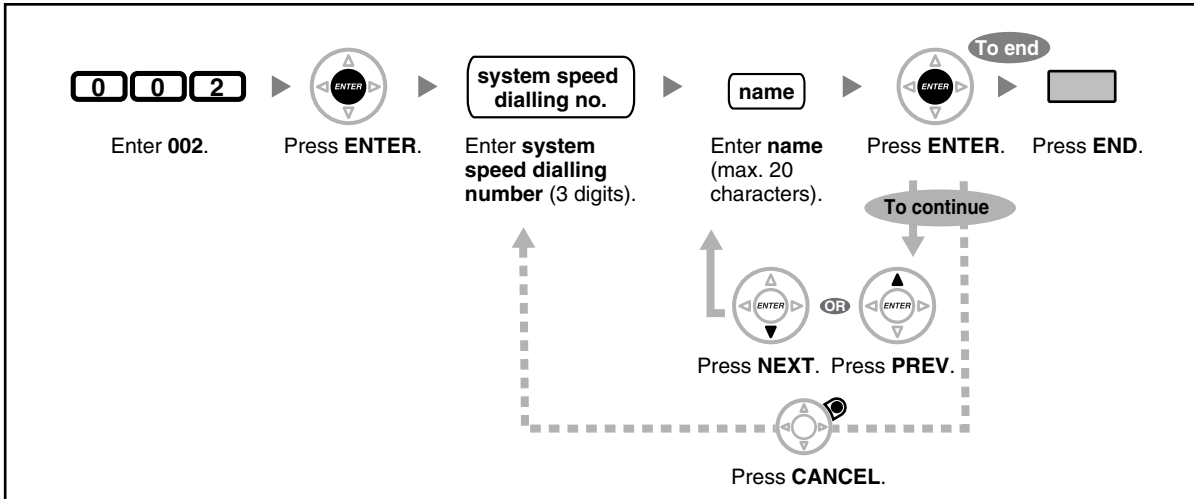 To end
0 0 2
ENTER
system speed
dialling no.
name
ENTER
Enter 002.
Press ENTER.
Enter system
speed dialling
number (3 digits).
Enter name
(max. 20
characters).
Press ENTER.
Press END.
To continue
ENTER
OR
ENTER
Press NEXT.
Press PREV.
Press CANCEL.